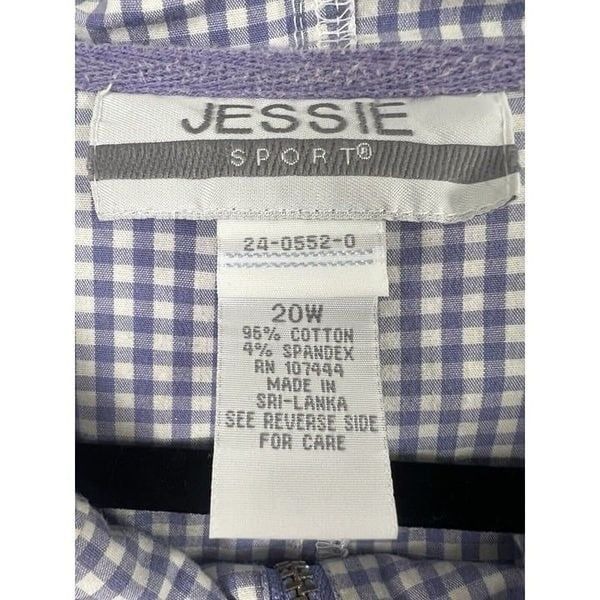 JESSIE
SPORT®
24-0552-0
20W
96% COTTON
4% SPANDEX
RN 107444
MADE IN
SRI-LANKA
SEE REVERSE SIDE
FOR CARE